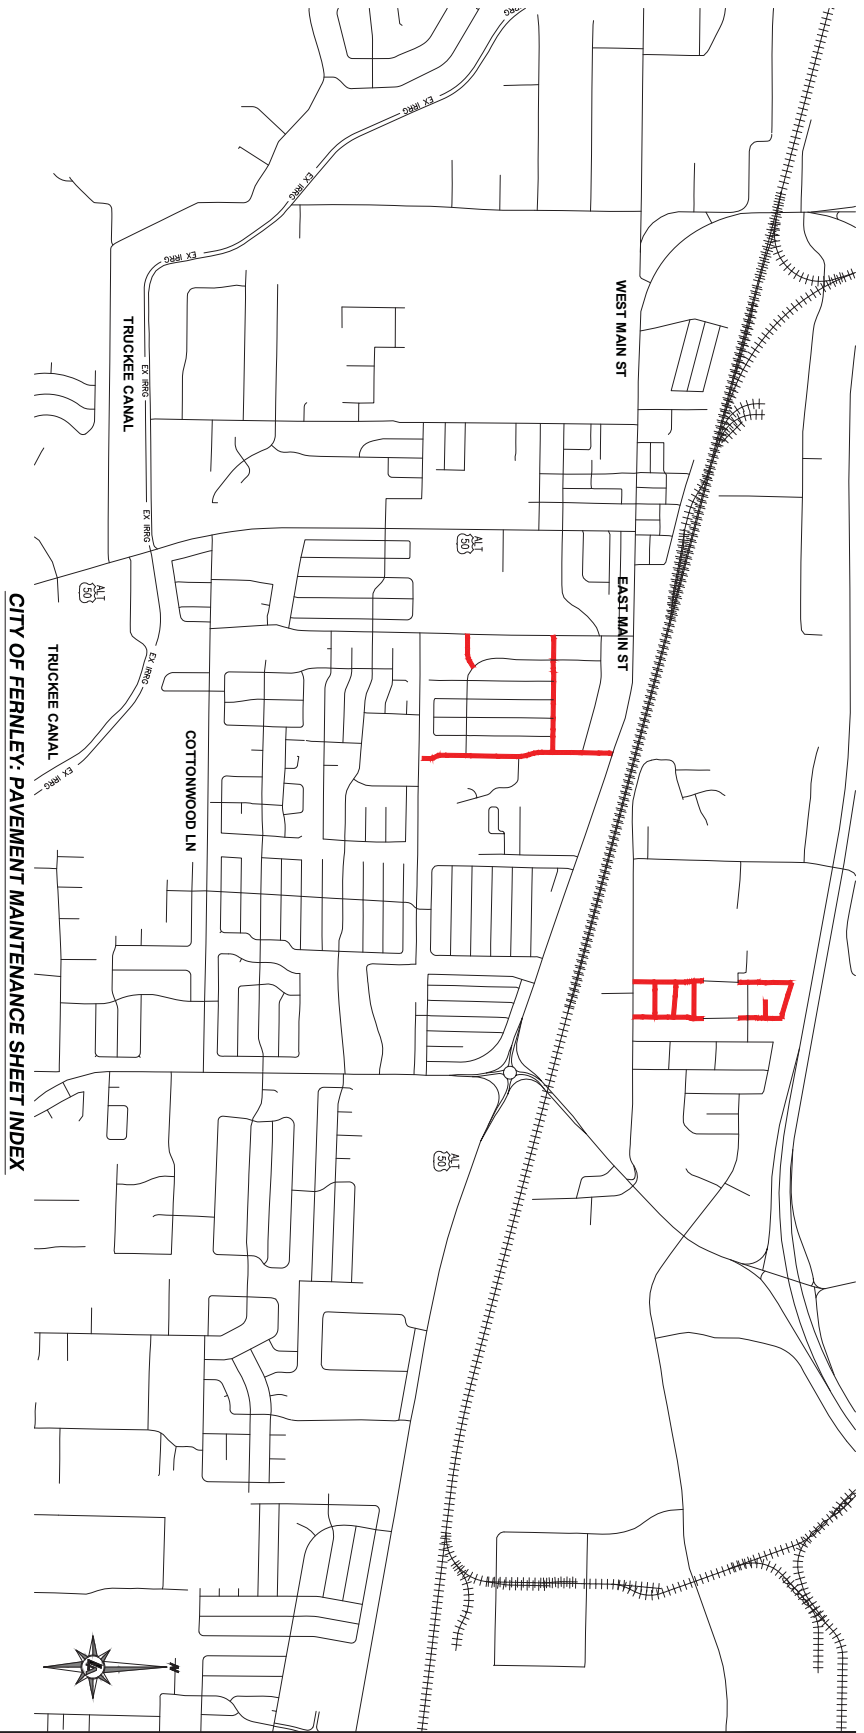 EX IRRG
EX IRRG
EX IRRG
EX IRRG
WEST MAIN ST
TRUCKEE CANAL
EX IRRG
EX IRRG
ALT
50
EAST MAIN ST
ALT
50
TRUCKEE CANAL
EX IRRG
EX IRRG
COTTONWOOD LN
ALT
50
N
CITY OF FERNLEY: PAVEMENT MAINTENANCE SHEET INDEX